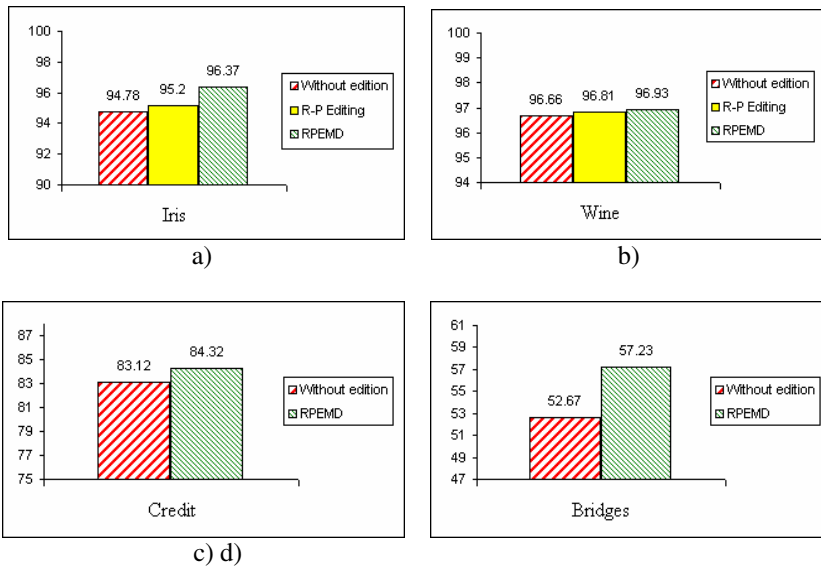 100
98
96
94
92
90
94.78
95.2
96.37
Without edition
R-P Editing
RPEMD
Iris
a)
100
99
98
97
96
95
94
96.66
96.81
96.93
Without edition
R-P Editing
RPEMD
Wine
b)
87
85
83
81
79
77
75
83.12
84.32
Without edition
RPEMD
Credit
61
59
57
55
53
51
49
47
52.67
57.23
Without edition
RPEMD
Bridges
c) d)